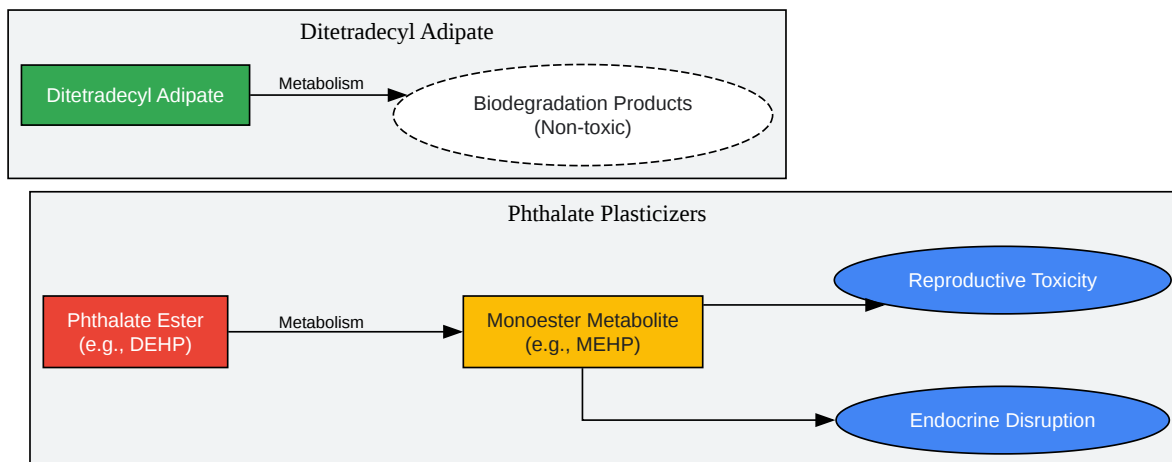 Ditetradecyl Adipate
Ditetradecyl Adipate
Metabolism
Biodegradation Products
(Non-toxic)
Phthalate Plasticizers
Phthalate Ester
(e.g., DEHP)
Metabolism
Monoester Metabolite
(e.g., MEHP)
Reproductive Toxicity
Endocrine Disruption